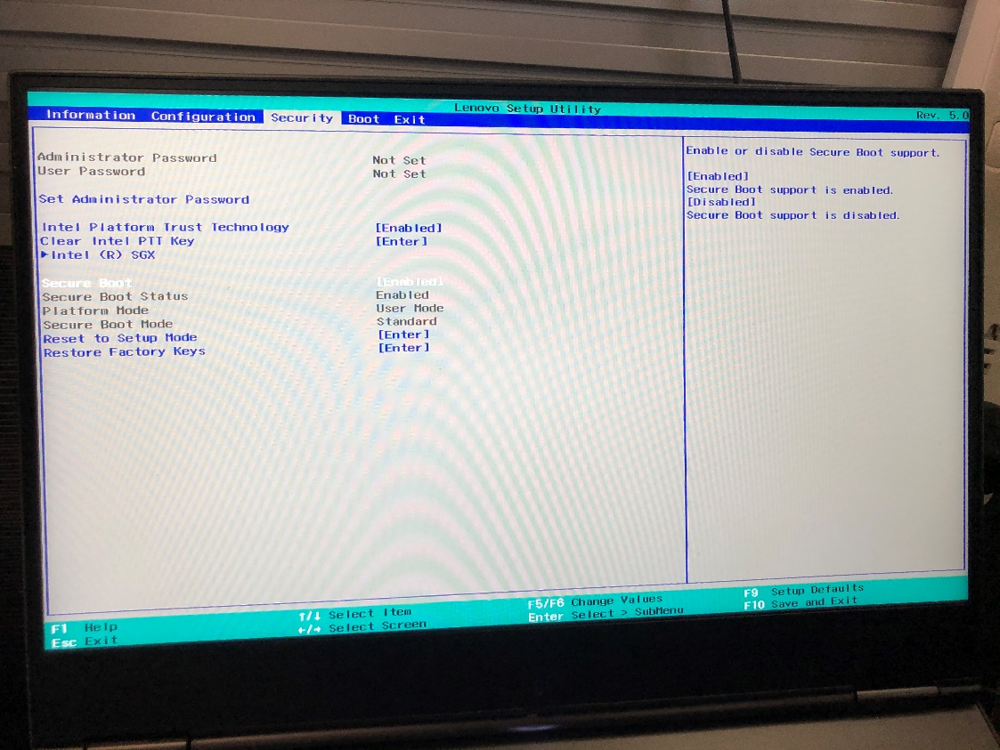 Lenovo Setup Utility
Rev. 5.0
Information Configuration Security Boot Exit
Administrator Password Not Set
User Password Not Set
Set Administrator Password
Intel Platform Trust Technology [Enabled]
Clear Intel PTT Key [Enter]
▶Intel (R) SGX
Secure Boot [Enabled]
Secure Boot Status Enabled
Platform Mode User Mode
Secure Boot Mode Standard
Reset to Setup Mode [Enter]
Restore Factory Keys [Enter]
Enable or disable Secure Boot support.
[Enabled]
Secure Boot support is enabled.
[Disabled]
Secure Boot support is disabled.
F1 Help ↑/↓ Select Item F5/F6 Change Values F9 Setup Defaults
Esc Exit ←/→ Select Screen Enter Select > SubMenu F10 Save and Exit